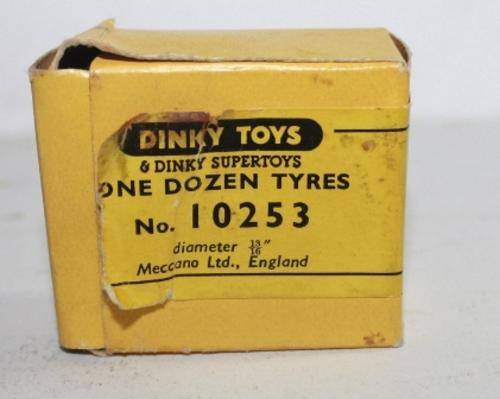 DINKY TOYS
& DINKY SUPERTOYS
ONE DOZEN TYRES
No. 10253
diameter 13/16"
Meccano Ltd., England